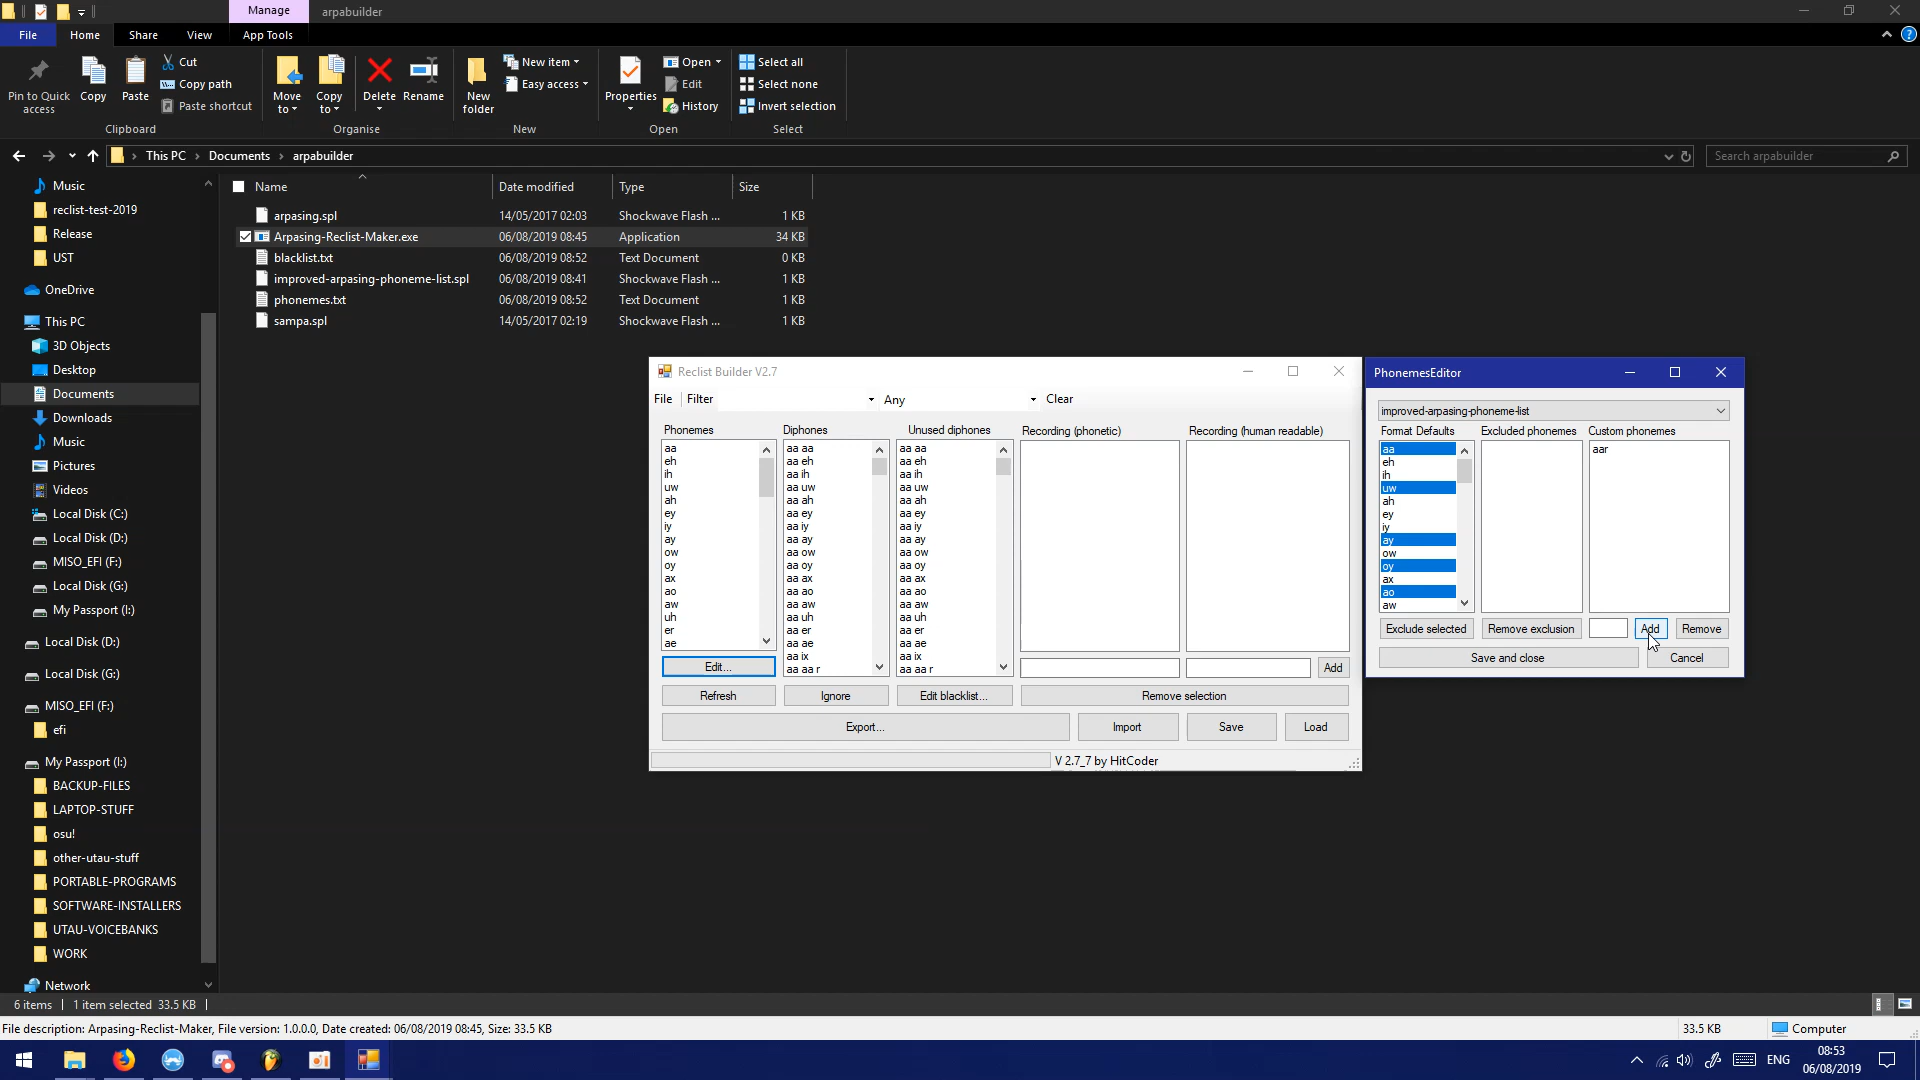 Manage
arpabuilder
File
Home
Share
View
App Tools
Pin to Quick access
Copy
Paste
Cut
Copy path
Paste shortcut
Clipboard
Move to
Copy to
Delete
Rename
Organise
New folder
New item
Easy access
New
Properties
Open
Edit
History
Open
Select all
Select none
Invert selection
Select
This PC
Documents
arpabuilder
Search arpabuilder
Music
reclist-test-2019
Release
UST
OneDrive
This PC
3D Objects
Desktop
Documents
Downloads
Music
Pictures
Videos
Local Disk (C:)
Local Disk (D:)
MISO_EFI (F:)
Local Disk (G:)
My Passport (I:)
Local Disk (D:)
Local Disk (G:)
MISO_EFI (F:)
efi
My Passport (I:)
BACKUP-FILES
LAPTOP-STUFF
osu!
other-utau-stuff
PORTABLE-PROGRAMS
SOFTWARE-INSTALLERS
UTAU-VOICEBANKS
WORK
Network
Name Date modified Type Size
arpasing.spl 14/05/2017 02:03 Shockwave Flash ... 1 KB
Arpasing-Reclist-Maker.exe 06/08/2019 08:45 Application 34 KB
blacklist.txt 06/08/2019 08:52 Text Document 0 KB
improved-arpasing-phoneme-list.spl 06/08/2019 08:41 Shockwave Flash ... 1 KB
phonemes.txt 06/08/2019 08:52 Text Document 1 KB
sampa.spl 14/05/2017 02:19 Shockwave Flash ... 1 KB
Reclist Builder V2.7
File Filter Any Clear
Phonemes
aa
eh
ih
uw
ah
ey
iy
ay
ow
oy
ax
ao
aw
uh
er
ae
Edit...
Refresh
Diphones
aa aa
aa eh
aa ih
aa uw
aa ah
aa ey
aa iy
aa ay
aa ow
aa oy
aa ax
aa ao
aa aw
aa uh
aa er
aa ae
aa ix
aa aa r
Ignore
Unused diphones
aa aa
aa eh
aa ih
aa uw
aa ah
aa ey
aa iy
aa ay
aa ow
aa oy
aa ax
aa ao
aa aw
aa uh
aa er
aa ae
aa ix
aa aa r
Edit blacklist...
Recording (phonetic)
Recording (human readable)
Add
Remove selection
Export...
Import
Save
Load
V 2.7_7 by HitCoder
PhonemesEditor
improved-arpasing-phoneme-list
Format Defaults
aa
eh
ih
uw
ah
ey
iy
ay
ow
oy
ax
ao
aw
Excluded phonemes
Custom phonemes
aar
Exclude selected
Remove exclusion
Add
Remove
Save and close
Cancel
6 items
1 item selected 33.5 KB
File description: Arpasing-Reclist-Maker, File version: 1.0.0.0, Date created: 06/08/2019 08:45, Size: 33.5 KB
33.5 KB
Computer
ENG
08:53
06/08/2019